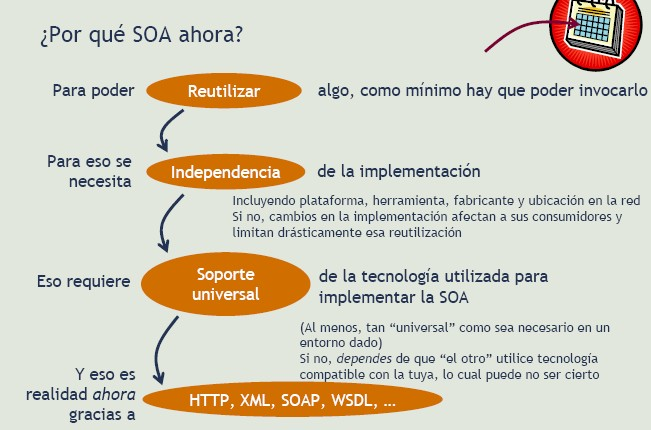 ¿Por qué SOA ahora?
Para poder
Reutilizar
algo, como mínimo hay que poder invocarlo
Para eso se
necesita
Independencia
de la implementación
Incluyendo plataforma, herramienta, fabricante y ubicación en la red
Si no, cambios en la implementación afectan a sus consumidores y
limitan drásticamente esa reutilización
Eso requiere
Soporte
universal
de la tecnología utilizada para
implementar la SOA
(Al menos, tan “universal” como sea necesario en un
entorno dado)
Si no, dependes de que “el otro” utilice tecnología
compatible con la tuya, lo cual puede no ser cierto
Y eso es
realidad ahora
gracias a
HTTP, XML, SOAP, WSDL, …